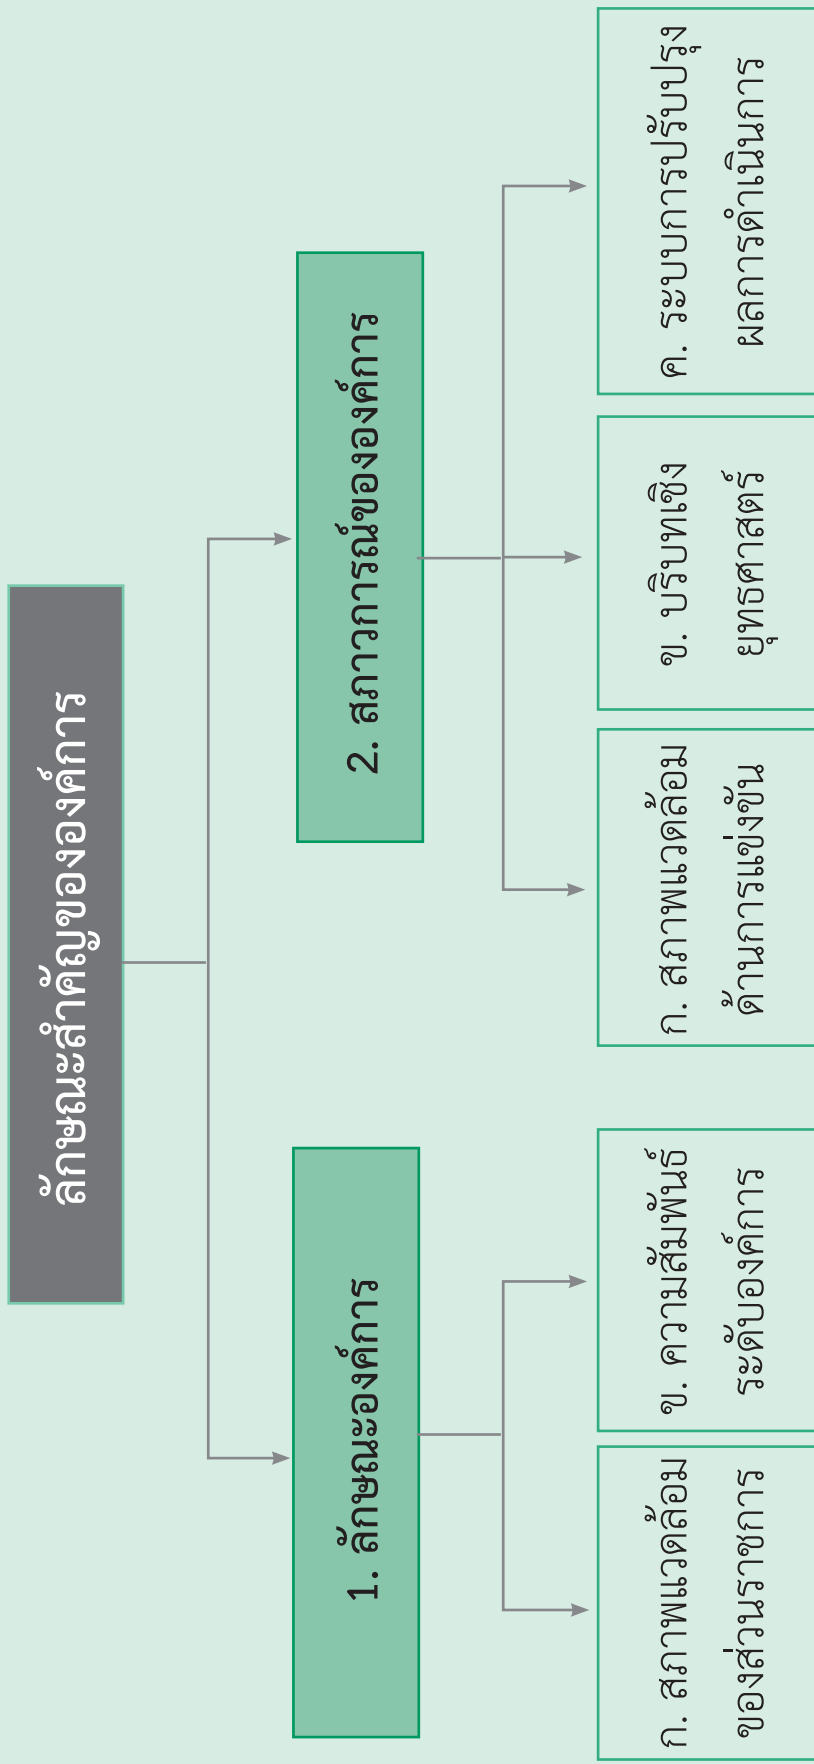 ลักษณะสำคัญขององค์การ
1. ลักษณะองค์การ
2. สภาวการณ์ขององค์การ
ก. สภาพแวดล้อม
ของส่วนราชการ
ข. ความสัมพันธ์
ระดับองค์การ
ก. สภาพแวดล้อม
ด้านการแข่งขัน
ข. บริบทเชิง
ยุทธศาสตร์
ค. ระบบการปรับปรุง
ผลการดำเนินการ